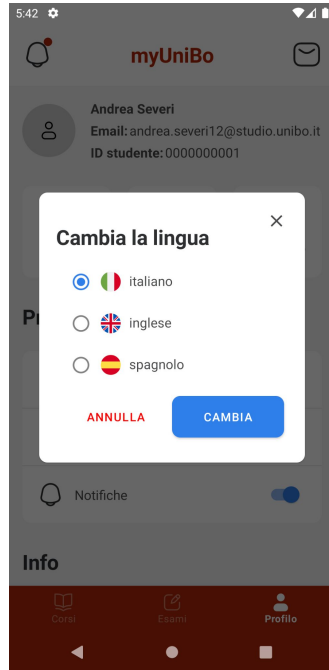 5:42
myUniBo
Andrea Severi
Email: andrea.severi12@studio.unibo.it
ID studente: 0000000001
Cambia la lingua
italiano
inglese
spagnolo
ANNULLA CAMBIA
Notifiche
Info
Corsi Esami Profilo